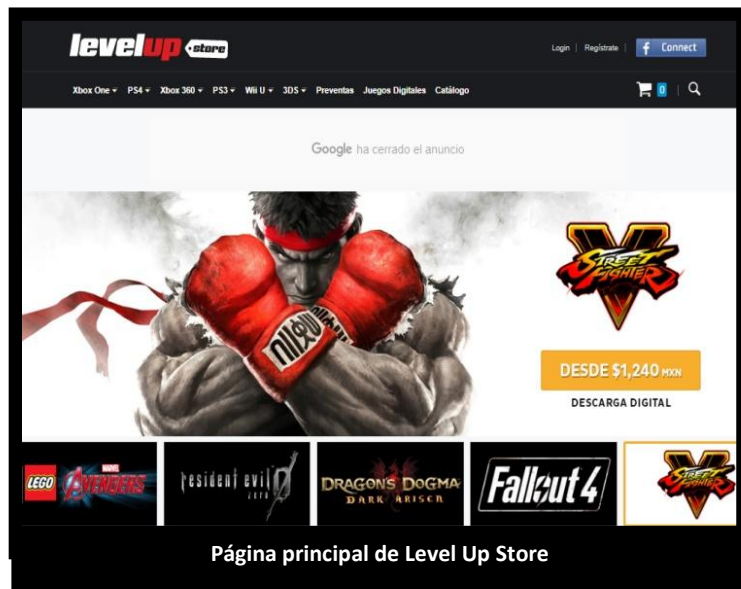 levelup store
Login | Regístrate | f Connect
Xbox One PS4 Xbox 360 PS3 Wii U 3DS Preventas Juegos Digitales Catálogo 0
Google ha cerrado el anuncio
STREET FIGHTER V
DESDE $1,240 MXN
DESCARGA DIGITAL
LEGO MARVEL AVENGERS
resident evil 0 zero
DRAGON'S DOGMA DARK ARISEN
Fallout 4
STREET FIGHTER V
Página principal de Level Up Store